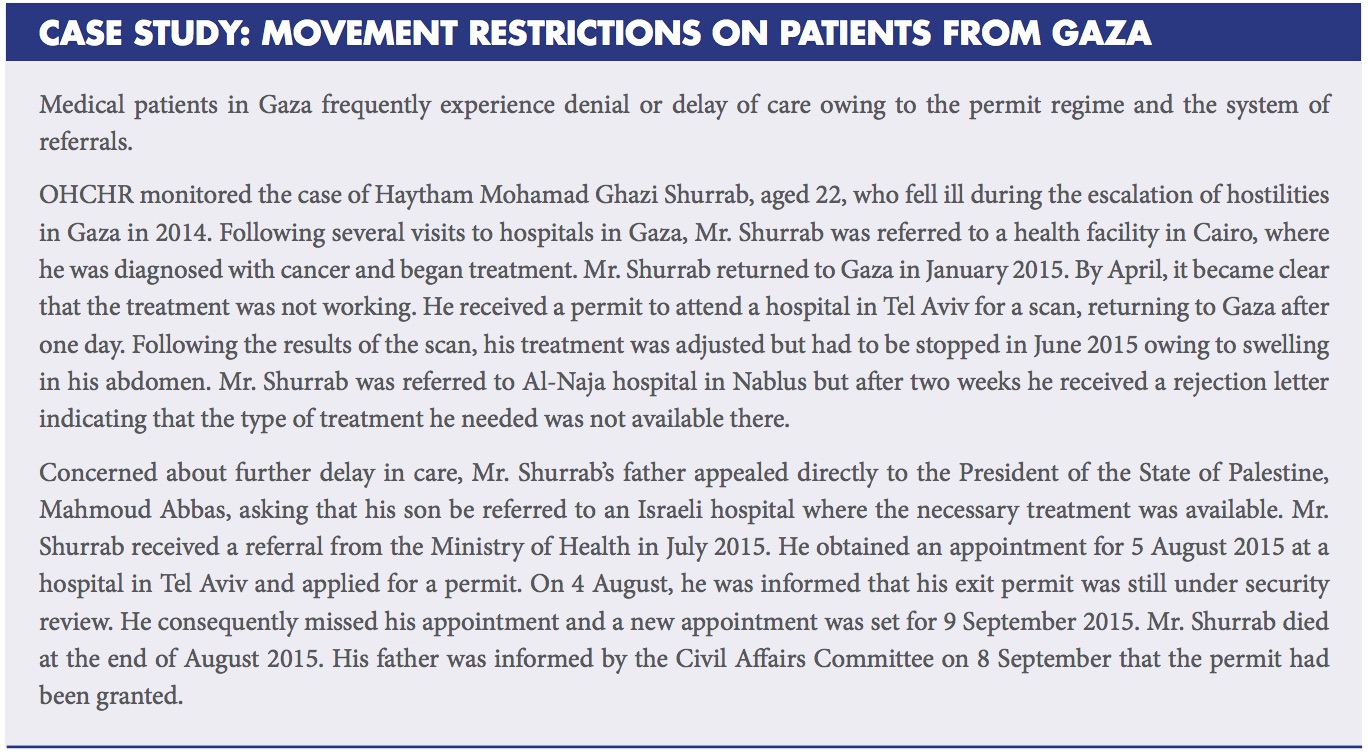 CASE STUDY: MOVEMENT RESTRICTIONS ON PATIENTS FROM GAZA
Medical patients in Gaza frequently experience denial or delay of care owing to the permit regime and the system of
referrals.
OHCHR monitored the case of Haytham Mohamad Ghazi Shurrab, aged 22, who fell ill during the escalation of hostilities
in Gaza in 2014. Following several visits to hospitals in Gaza, Mr. Shurrab was referred to a health facility in Cairo, where
he was diagnosed with cancer and began treatment. Mr. Shurrab returned to Gaza in January 2015. By April, it became clear
that the treatment was not working. He received a permit to attend a hospital in Tel Aviv for a scan, returning to Gaza after
one day. Following the results of the scan, his treatment was adjusted but had to be stopped in June 2015 owing to swelling
in his abdomen. Mr. Shurrab was referred to Al-Naja hospital in Nablus but after two weeks he received a rejection letter
indicating that the type of treatment he needed was not available there.
Concerned about further delay in care, Mr. Shurrab’s father appealed directly to the President of the State of Palestine,
Mahmoud Abbas, asking that his son be referred to an Israeli hospital where the necessary treatment was available. Mr.
Shurrab received a referral from the Ministry of Health in July 2015. He obtained an appointment for 5 August 2015 at a
hospital in Tel Aviv and applied for a permit. On 4 August, he was informed that his exit permit was still under security
review. He consequently missed his appointment and a new appointment was set for 9 September 2015. Mr. Shurrab died
at the end of August 2015. His father was informed by the Civil Affairs Committee on 8 September that the permit had
been granted.